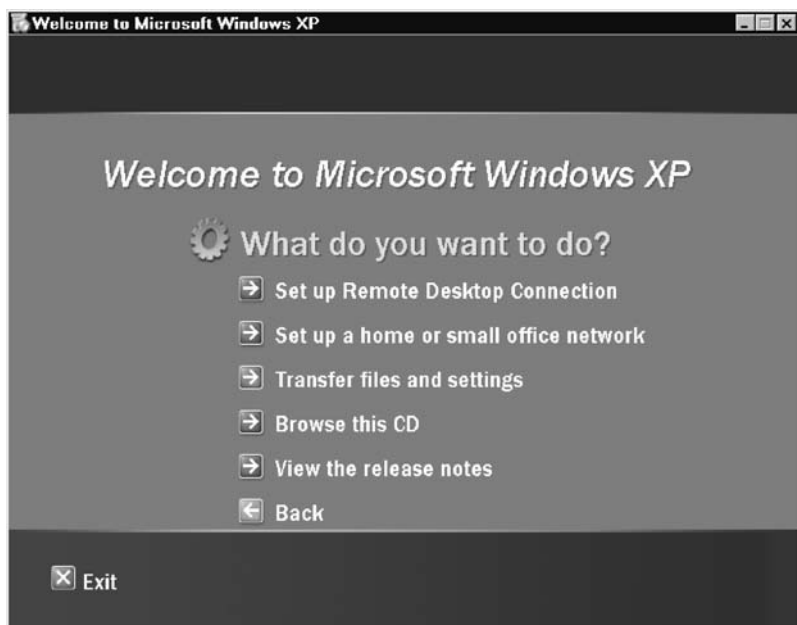 Welcome to Microsoft Windows XP
Welcome to Microsoft Windows XP
What do you want to do?
Set up Remote Desktop Connection
Set up a home or small office network
Transfer files and settings
Browse this CD
View the release notes
Back
Exit